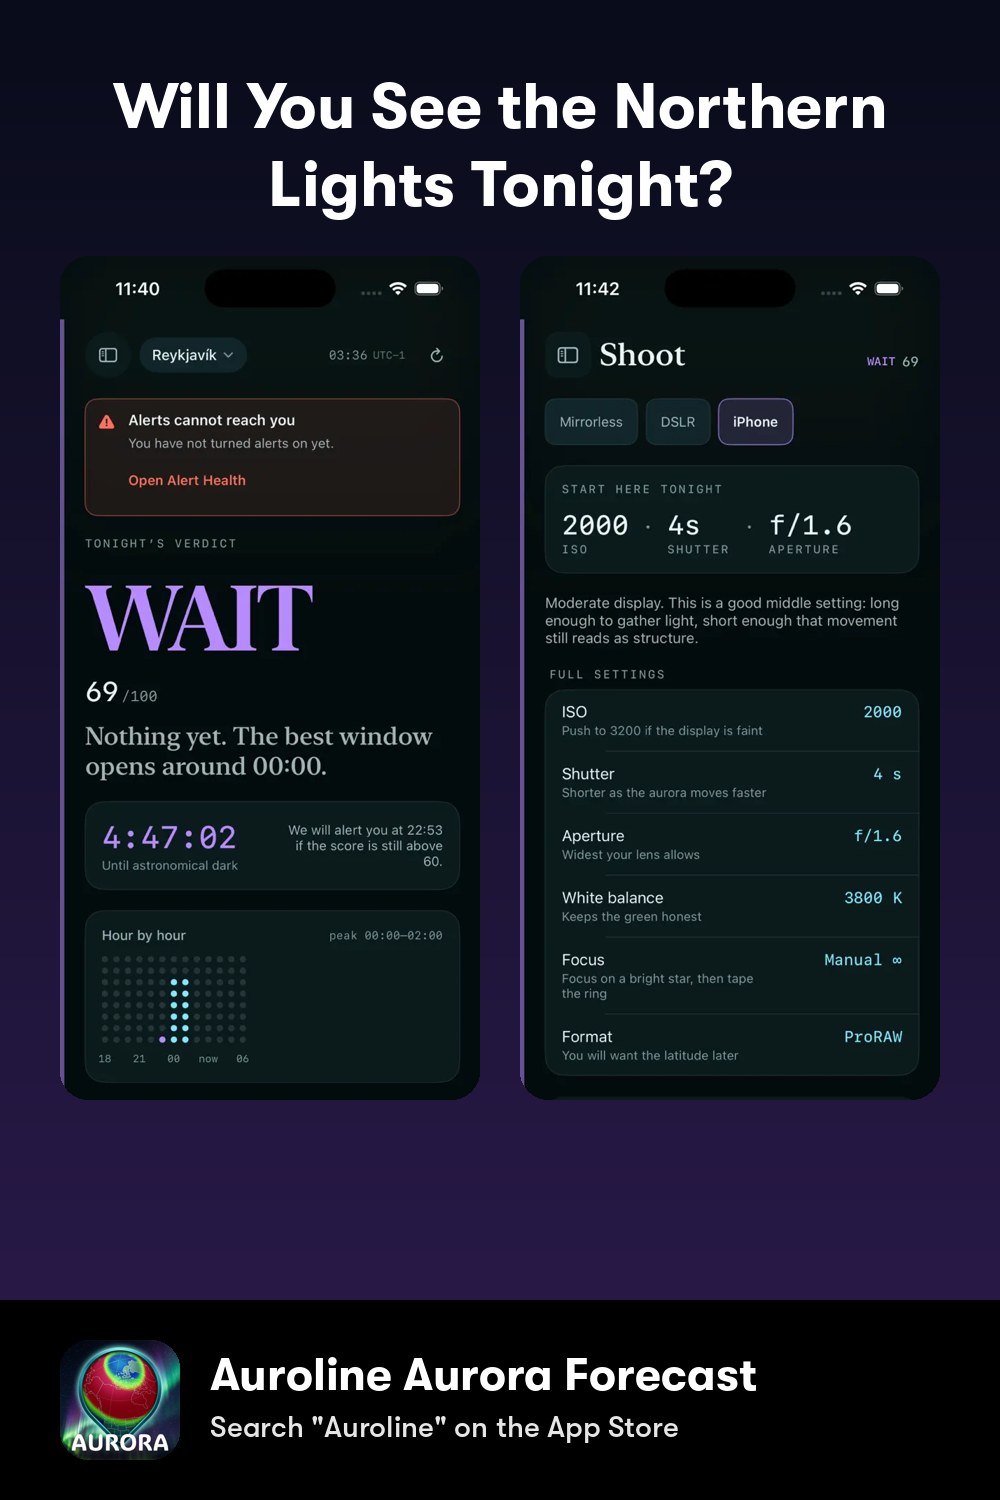 Will You See the Northern
Lights Tonight?
11:40
Reykjavík
03:36 UTC−1
Alerts cannot reach you
You have not turned alerts on yet.
Open Alert Health
TONIGHT'S VERDICT
WAIT
69 /100
Nothing yet. The best window
opens around 00:00.
4:47:02
Until astronomical dark
We will alert you at 22:53
if the score is still above
60.
Hour by hour
peak 00:00–02:00
18 21 00 now 06
11:42
Shoot
WAIT 69
Mirrorless
DSLR
iPhone
START HERE TONIGHT
2000 · 4s · f/1.6
ISO SHUTTER APERTURE
Moderate display. This is a good middle setting: long
enough to gather light, short enough that movement
still reads as structure.
FULL SETTINGS
ISO 2000
Push to 3200 if the display is faint
Shutter 4 s
Shorter as the aurora moves faster
Aperture f/1.6
Widest your lens allows
White balance 3800 K
Keeps the green honest
Focus Manual ∞
Focus on a bright star, then tape
the ring
Format ProRAW
You will want the latitude later
AURORA
Auroline Aurora Forecast
Search "Auroline" on the App Store